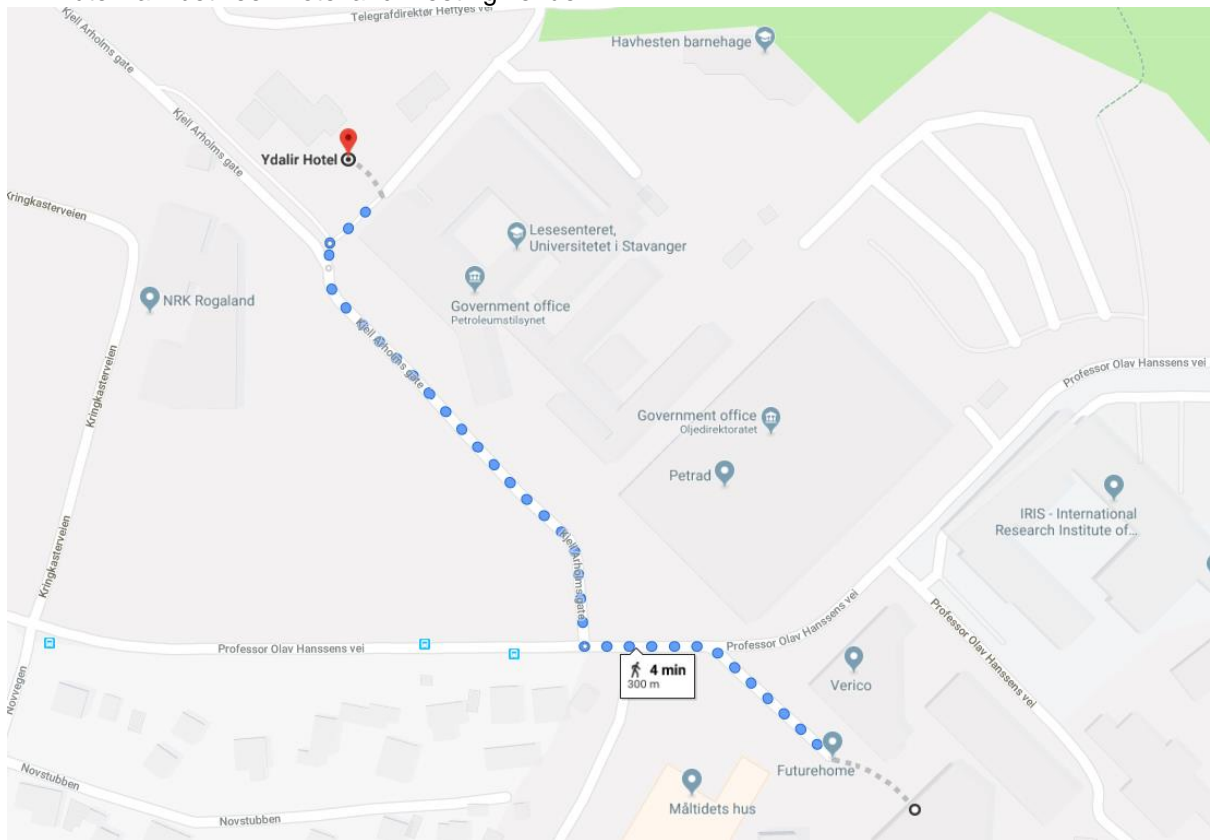 Telegrafdirektør Heftyes vei
Kjell Arholms gate
Havhesten barnehage
Kjell Arholms gate
Ydalir Hotel
Kringkasterveien
Lesesenteret,
Universitetet i Stavanger
NRK Rogaland
Government office
Petroleumstilsynet
Kjell Arholms gate
Kringkasterveien
Professor Olav Hanssens vei
Government office
Oljedirektoratet
Petrad
IRIS - International
Research Institute of...
Kringkasterveien
Kjell Arholms gate
Professor Olav Hanssens vei
Professor Olav Hanssens vei
Professor Olav Hanssens vei
4 min
300 m
Verico
Novvegen
Futurehome
Novstubben
Måltidets hus
Novstubben